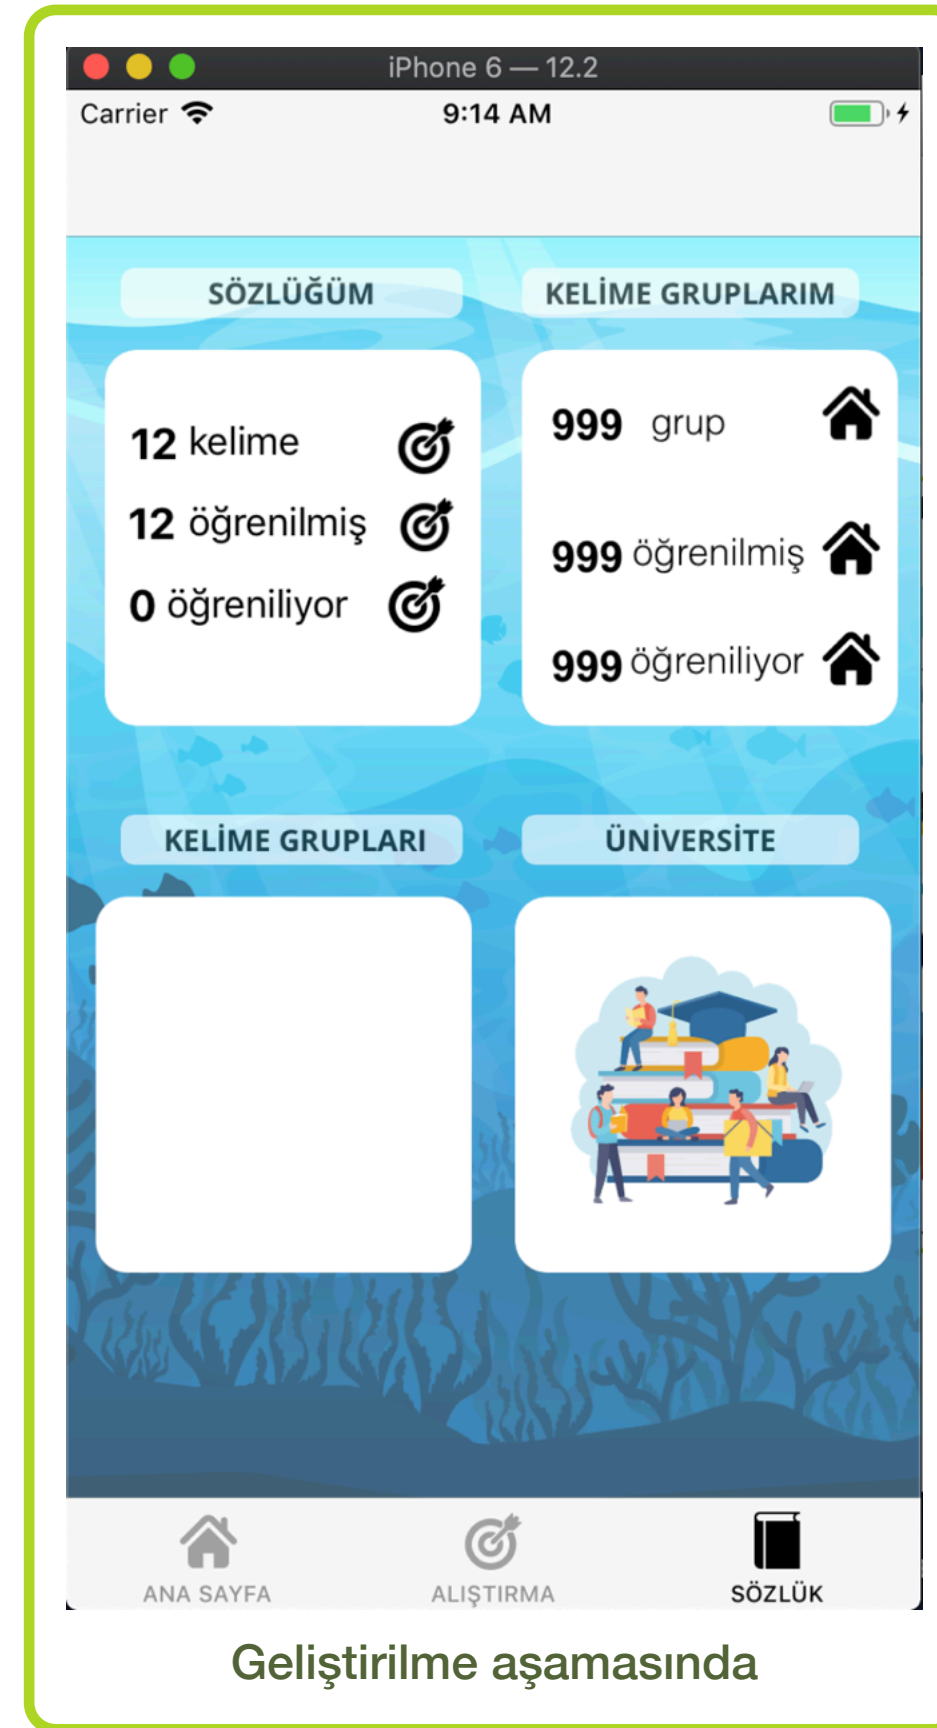 iPhone 6 — 12.2
Carrier 9:14 AM
SÖZLÜĞÜM
12 kelime
12 öğrenilmiş
0 öğreniliyor
KELİME GRUPLARIM
999 grup
999 öğrenilmiş
999 öğreniliyor
KELİME GRUPLARI
ÜNİVERSİTE
ANA SAYFA
ALIŞTIRMA
SÖZLÜK
Geliştirilme aşamasında